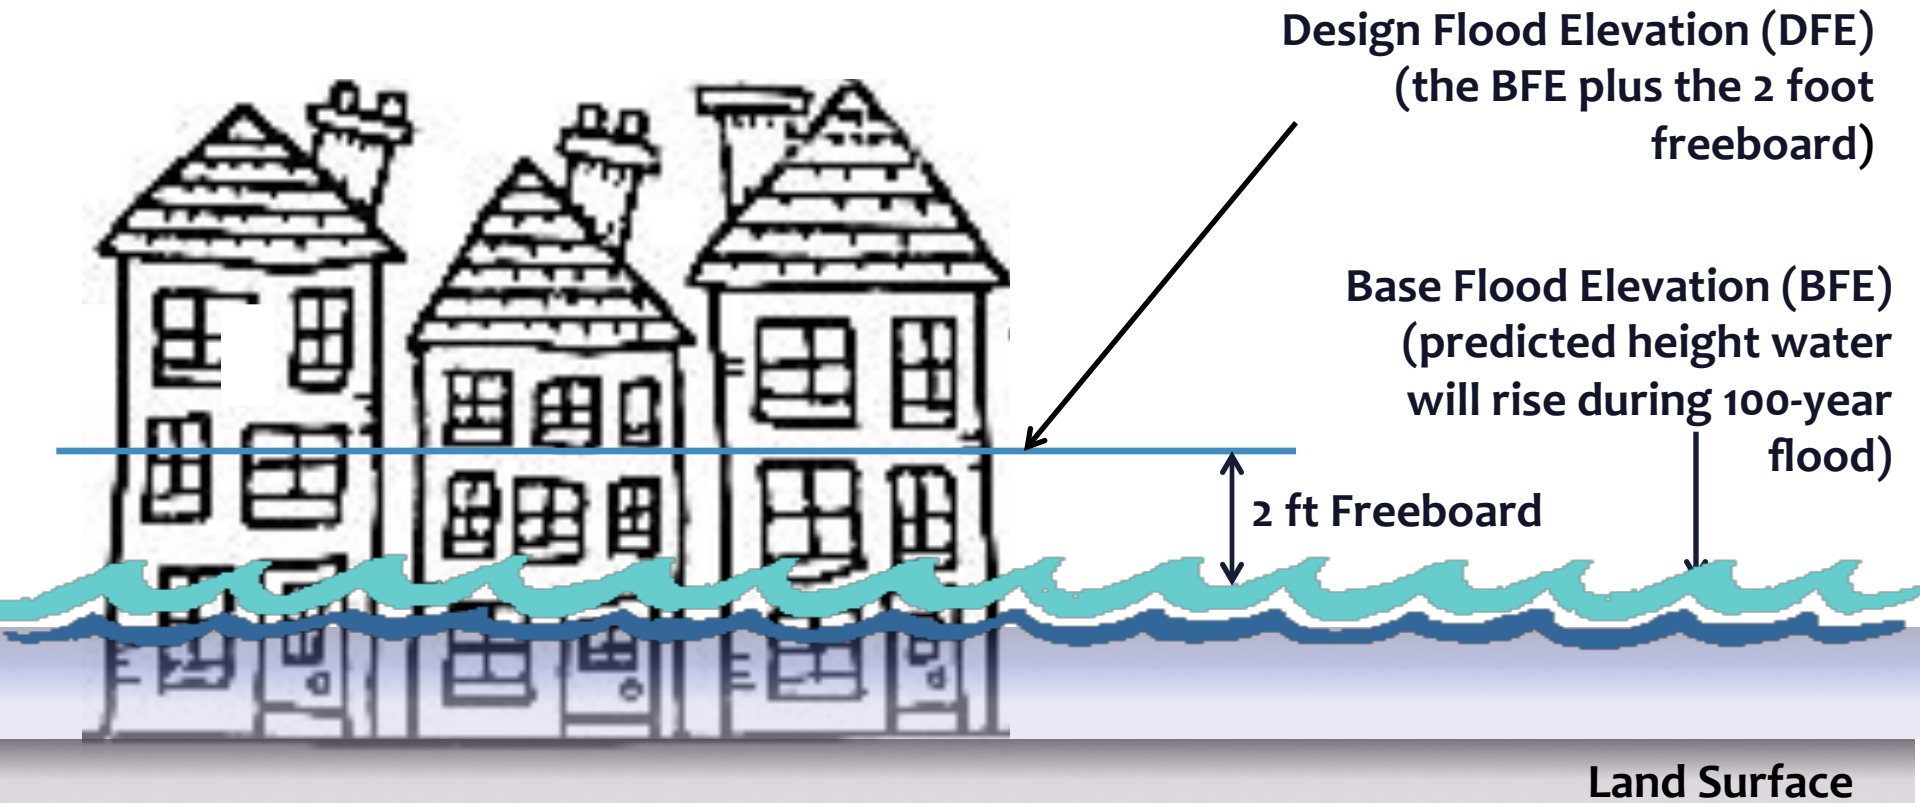 Design Flood Elevation (DFE)
(the BFE plus the 2 foot
freeboard)
Base Flood Elevation (BFE)
(predicted height water
will rise during 100-year
flood)
2 ft Freeboard
Land Surface